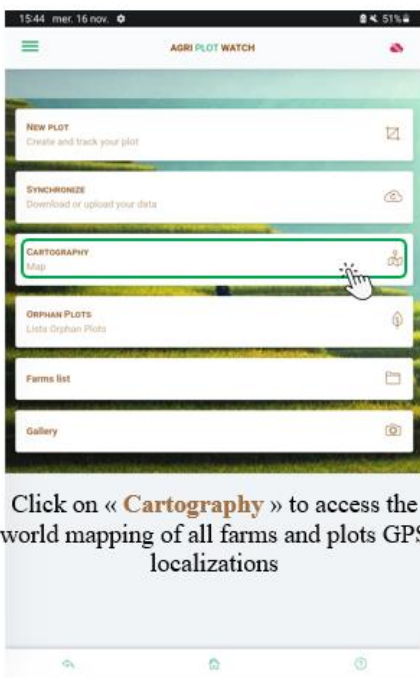 15:44 mer. 16 nov.
51%
AGRI PLOT WATCH
NEW PLOT
Create and track your plot
SYNCHRONIZE
Download or upload your data
CARTOGRAPHY
Map
ORPHAN PLOTS
Lista Orphan Plots
Farms list
Gallery
Click on « Cartography » to access the
world mapping of all farms and plots GPS
localizations